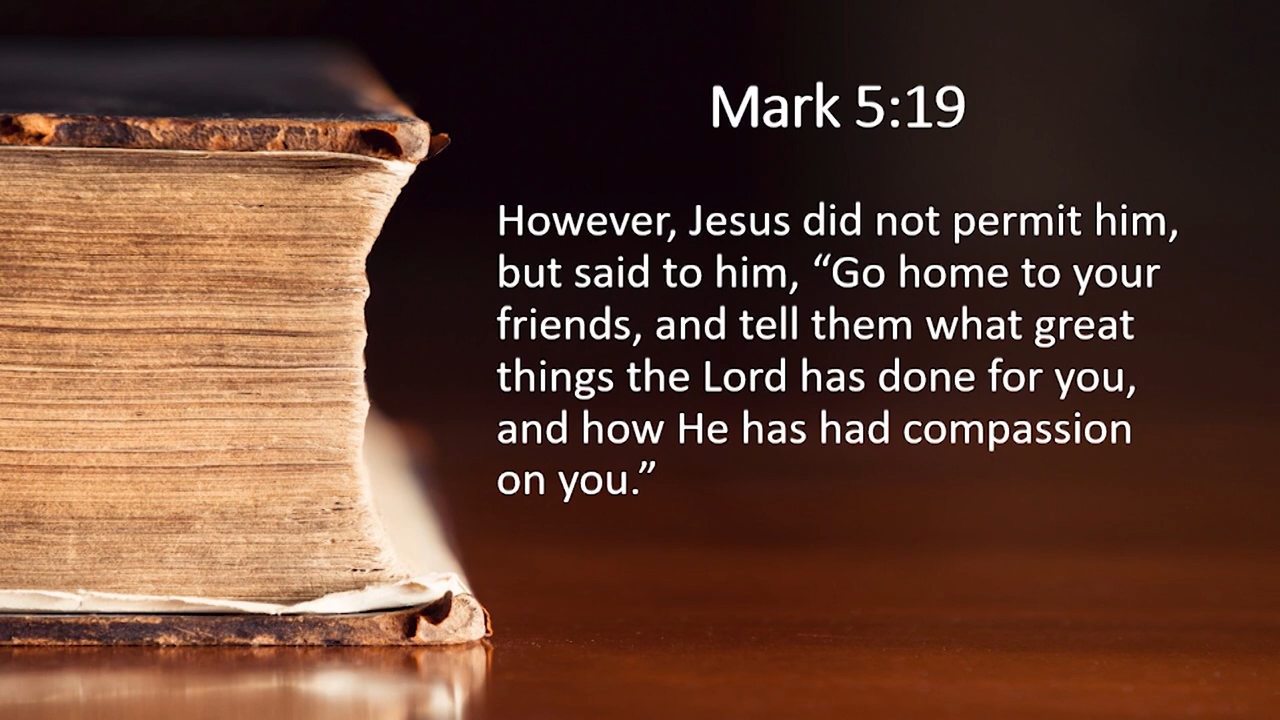 Mark 5:19
However, Jesus did not permit him,
but said to him, “Go home to your
friends, and tell them what great
things the Lord has done for you,
and how He has had compassion
on you.”